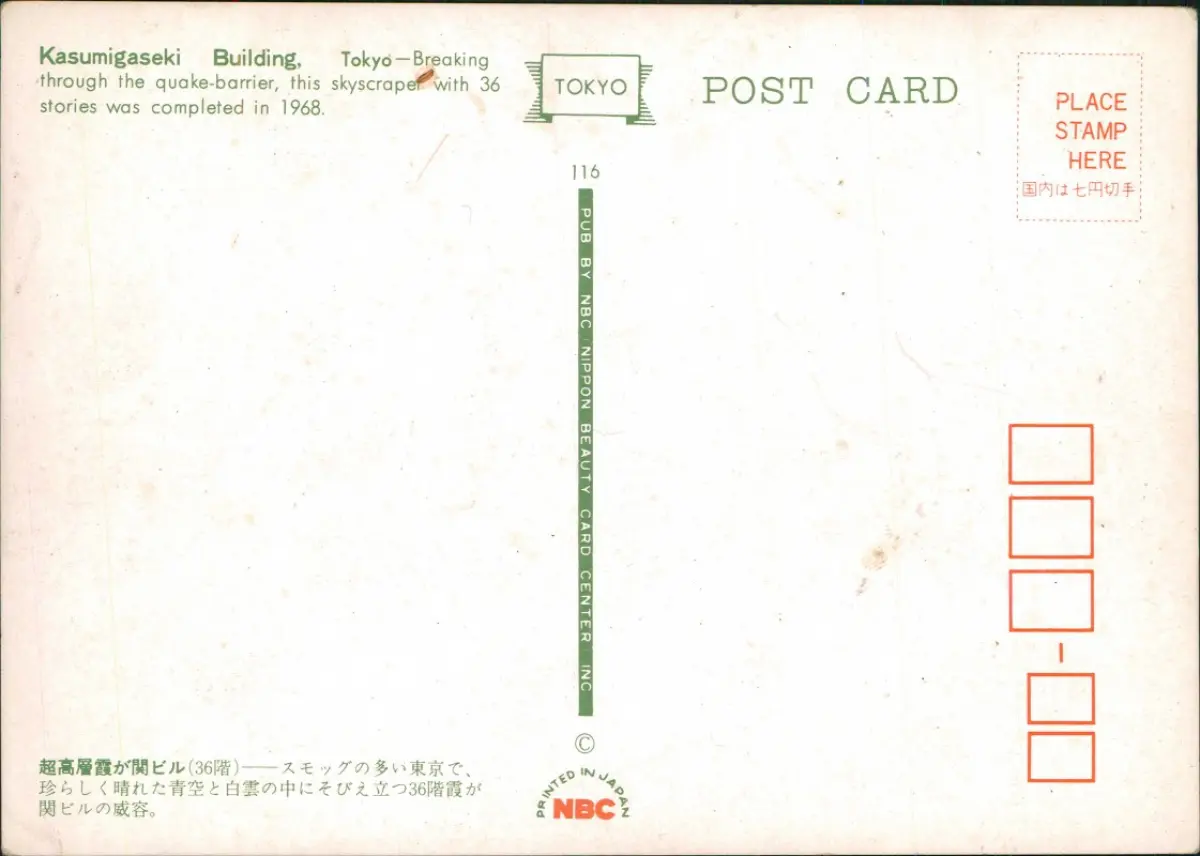 Kasumigaseki Building, Tokyo—Breaking
through the quake-barrier, this skyscraper with 36
stories was completed in 1968.
TOKYO
POST CARD
PLACE
STAMP
HERE
国内は七円切手
116
PUB BY NBC NIPPON BEAUTY CARD CENTER INC
超高層霞が関ビル(36階)——スモッグの多い東京で、
珍らしく晴れた青空と白雲の中にそびえ立つ36階霞が
関ビルの威容。
©
PRINTED IN JAPAN
NBC